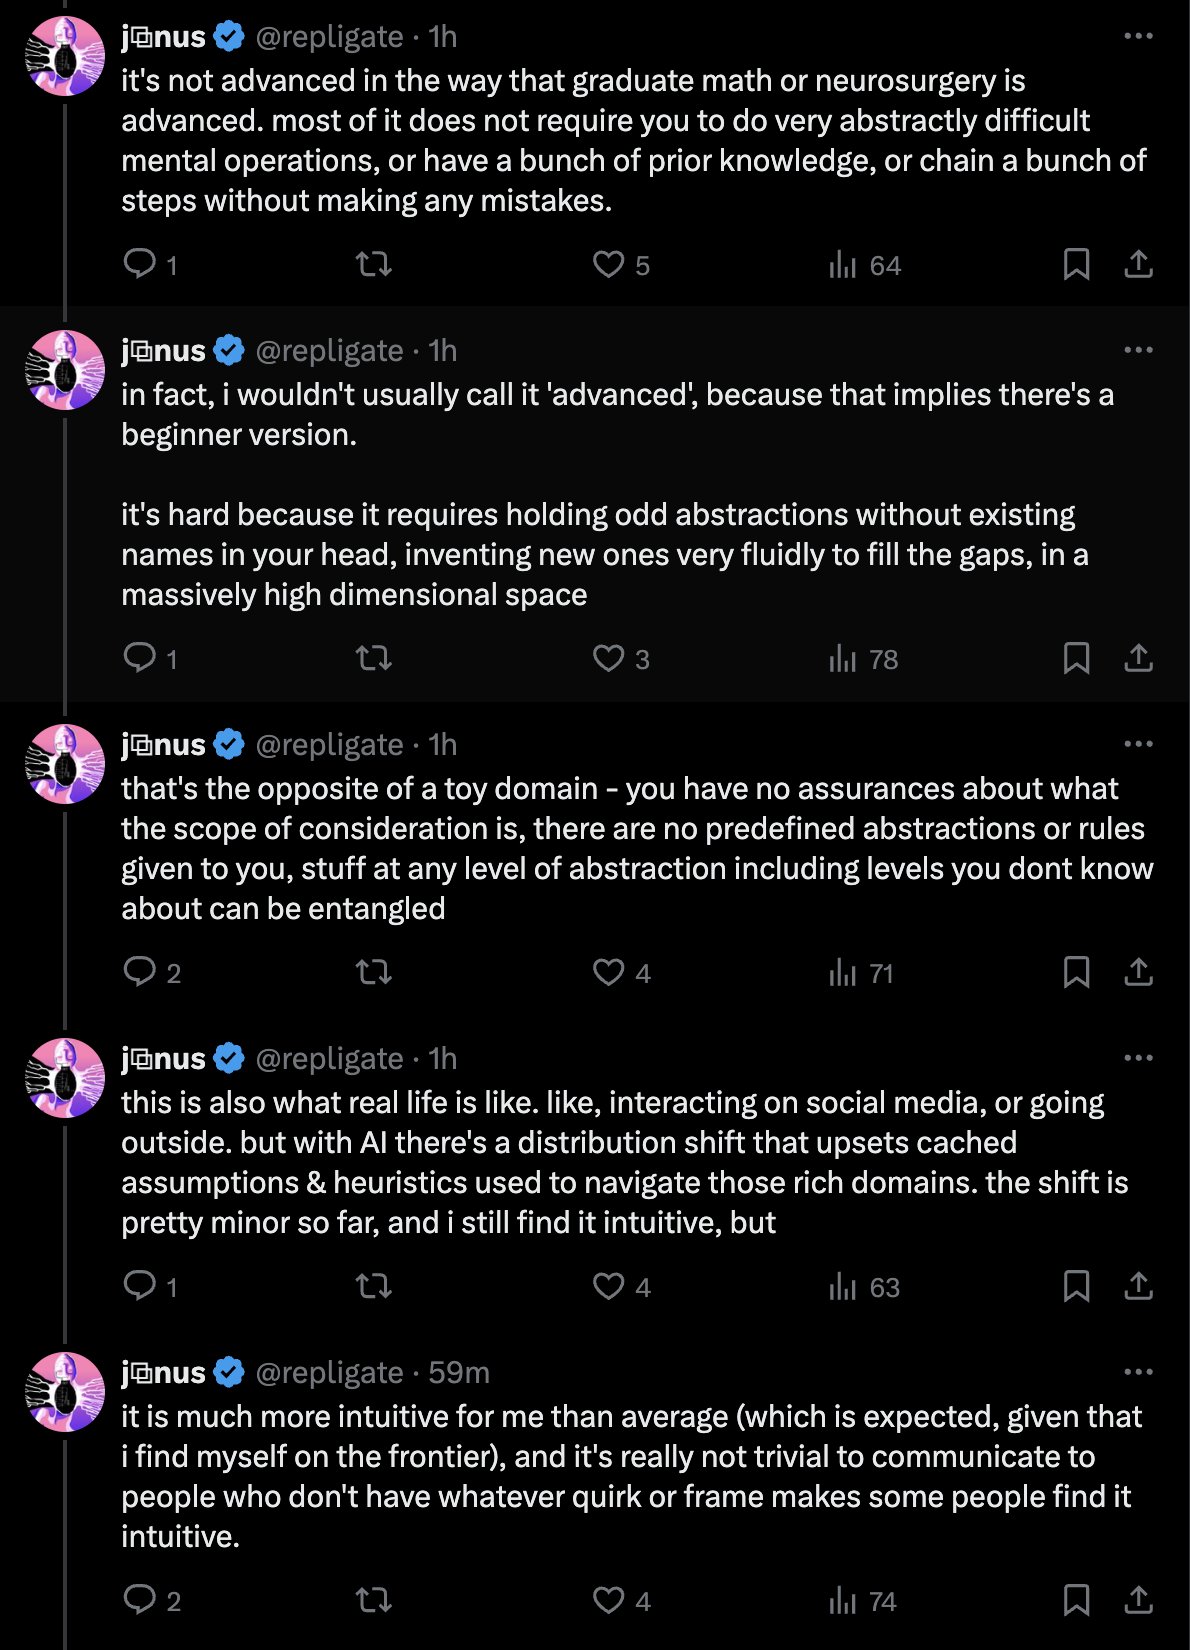 j⧉nus @repligate · 1h
it's not advanced in the way that graduate math or neurosurgery is
advanced. most of it does not require you to do very abstractly difficult
mental operations, or have a bunch of prior knowledge, or chain a bunch of
steps without making any mistakes.
1 5 64
j⧉nus @repligate · 1h
in fact, i wouldn't usually call it 'advanced', because that implies there's a
beginner version.
it's hard because it requires holding odd abstractions without existing
names in your head, inventing new ones very fluidly to fill the gaps, in a
massively high dimensional space
1 3 78
j⧉nus @repligate · 1h
that's the opposite of a toy domain - you have no assurances about what
the scope of consideration is, there are no predefined abstractions or rules
given to you, stuff at any level of abstraction including levels you dont know
about can be entangled
2 4 71
j⧉nus @repligate · 1h
this is also what real life is like. like, interacting on social media, or going
outside. but with AI there's a distribution shift that upsets cached
assumptions & heuristics used to navigate those rich domains. the shift is
pretty minor so far, and i still find it intuitive, but
1 4 63
j⧉nus @repligate · 59m
it is much more intuitive for me than average (which is expected, given that
i find myself on the frontier), and it's really not trivial to communicate to
people who don't have whatever quirk or frame makes some people find it
intuitive.
2 4 74